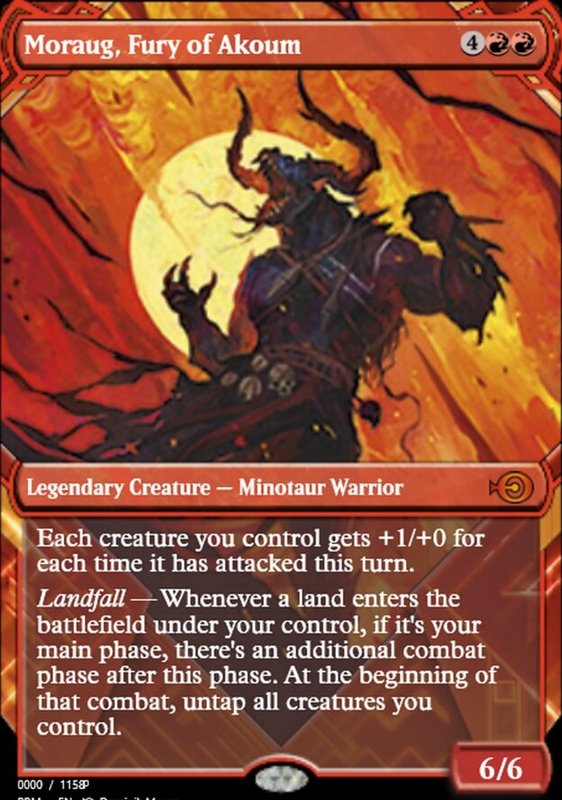 Moraug, Fury of Akoum 4
Legendary Creature — Minotaur Warrior
Each creature you control gets +1/+0 for
each time it has attacked this turn.
Landfall — Whenever a land enters the
battlefield under your control, if it's your
main phase, there's an additional combat
phase after this phase. At the beginning of
that combat, untap all creatures you
control.
6/6
0000 / 1158P